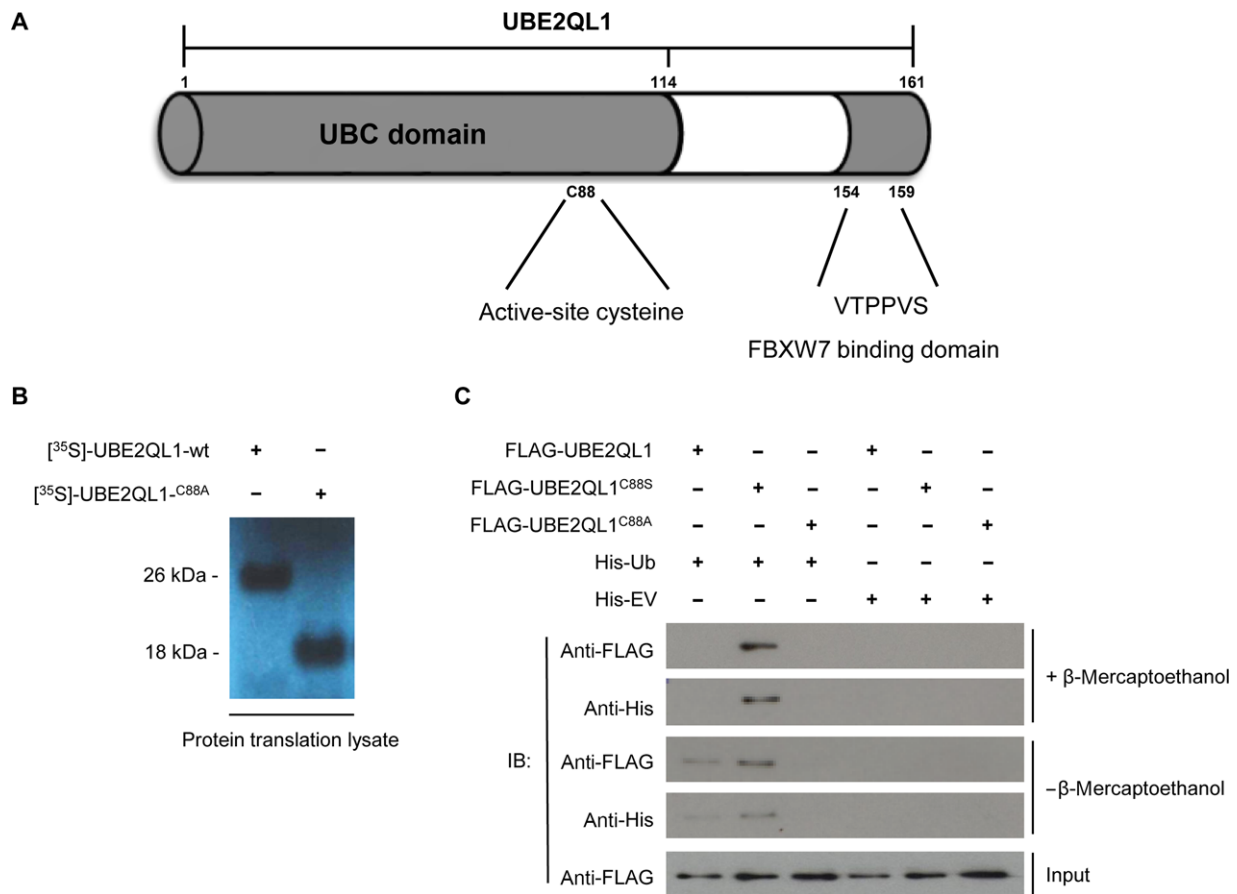 A
UBE2QL1
1 114 161
UBC domain
C88 154 159
Active-site cysteine
VTPPVS
FBXW7 binding domain
B
[³⁵S]-UBE2QL1-wt + –
[³⁵S]-UBE2QL1-ᶜ⁸⁸ᴬ – +
26 kDa -
18 kDa -
Protein translation lysate
C
FLAG-UBE2QL1 + – – + – –
FLAG-UBE2QL1ᶜ⁸⁸ˢ – + – – + –
FLAG-UBE2QL1ᶜ⁸⁸ᴬ – – + – – +
His-Ub + + + – – –
His-EV – – – + + +
IB:
Anti-FLAG
Anti-His
+ β-Mercaptoethanol
Anti-FLAG
Anti-His
–β-Mercaptoethanol
Anti-FLAG
Input